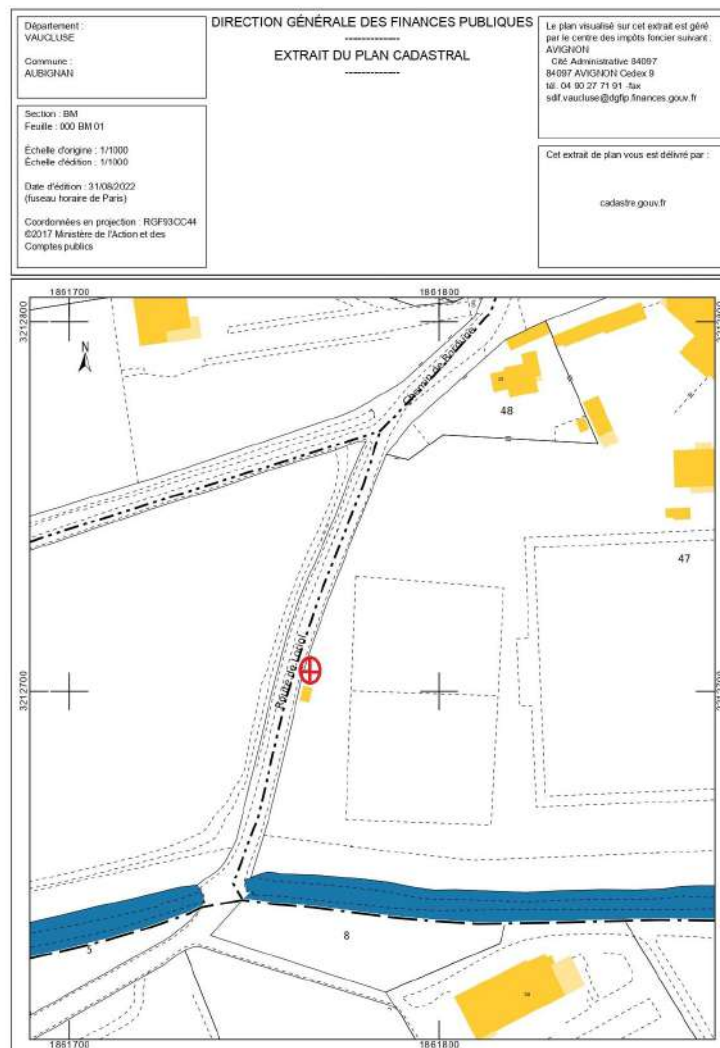 Département :
VAUCLUSE
Commune :
AUBIGNAN
Section : BM
Feuille : 000 BM 01
Échelle d'origine : 1/1000
Échelle d'édition : 1/1000
Date d'édition : 31/08/2022
(fuseau horaire de Paris)
Coordonnées en projection : RGF93CC44
©2017 Ministère de l'Action et des
Comptes publics
DIRECTION GÉNÉRALE DES FINANCES PUBLIQUES
-------------
EXTRAIT DU PLAN CADASTRAL
-------------
Le plan visualisé sur cet extrait est géré
par le centre des impôts foncier suivant :
AVIGNON
Cité Administrative 84097
84097 AVIGNON Cedex 9
tél. 04 90 27 71 91 -fax
sdif.vaucluse@dgfip.finances.gouv.fr
Cet extrait de plan vous est délivré par :
cadastre.gouv.fr
1861700
1861800
3212800
3212800
N
48
47
3212700
3212700
8
1861700
1861800